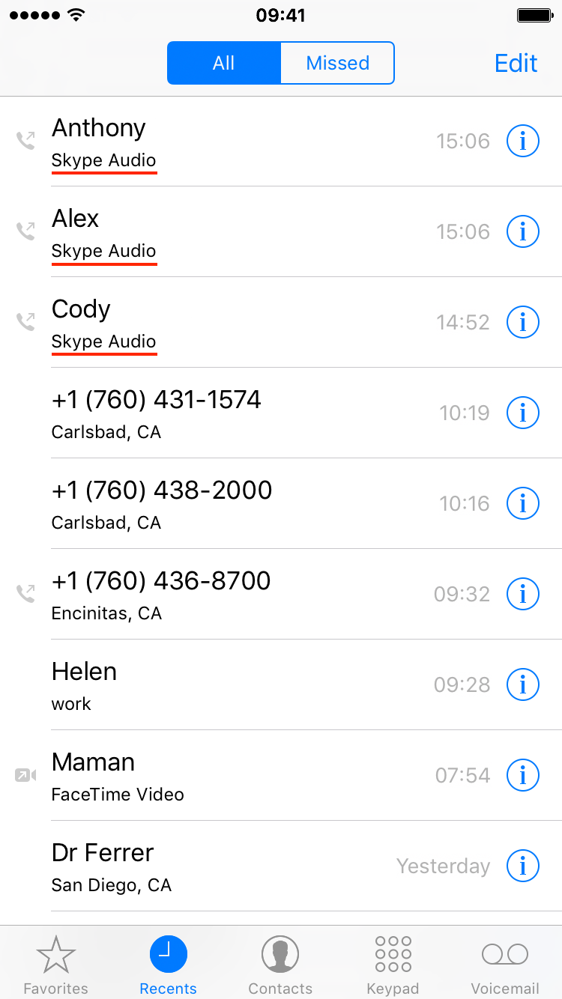 09:41
All Missed Edit
Anthony
Skype Audio
15:06
Alex
Skype Audio
15:06
Cody
Skype Audio
14:52
+1 (760) 431-1574
Carlsbad, CA
10:19
+1 (760) 438-2000
Carlsbad, CA
10:16
+1 (760) 436-8700
Encinitas, CA
09:32
Helen
work
09:28
Maman
FaceTime Video
07:54
Dr Ferrer
San Diego, CA
Yesterday
Favorites Recents Contacts Keypad Voicemail